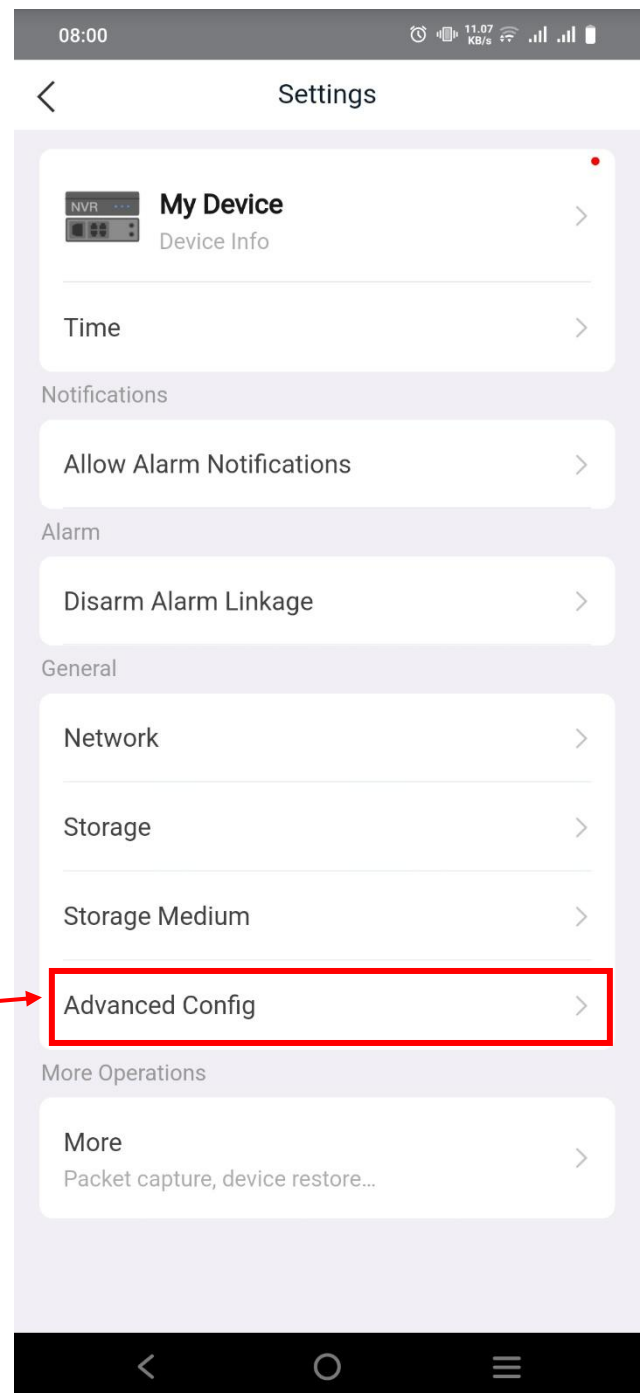 08:00
11.07
KB/s
Settings
NVR
My Device
Device Info
Time
Notifications
Allow Alarm Notifications
Alarm
Disarm Alarm Linkage
General
Network
Storage
Storage Medium
Advanced Config
More Operations
More
Packet capture, device restore...